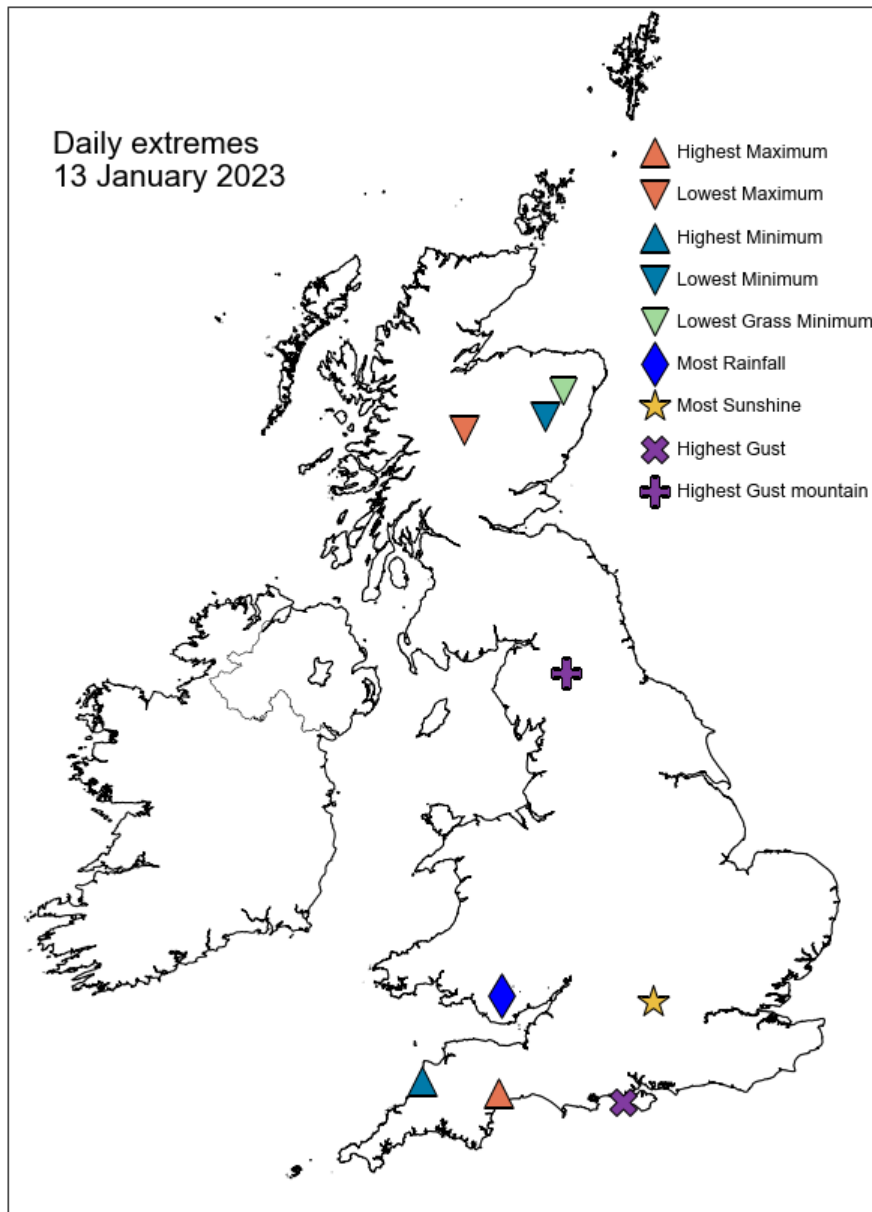 Daily extremes
13 January 2023
Highest Maximum
Lowest Maximum
Highest Minimum
Lowest Minimum
Lowest Grass Minimum
Most Rainfall
Most Sunshine
Highest Gust
Highest Gust mountain